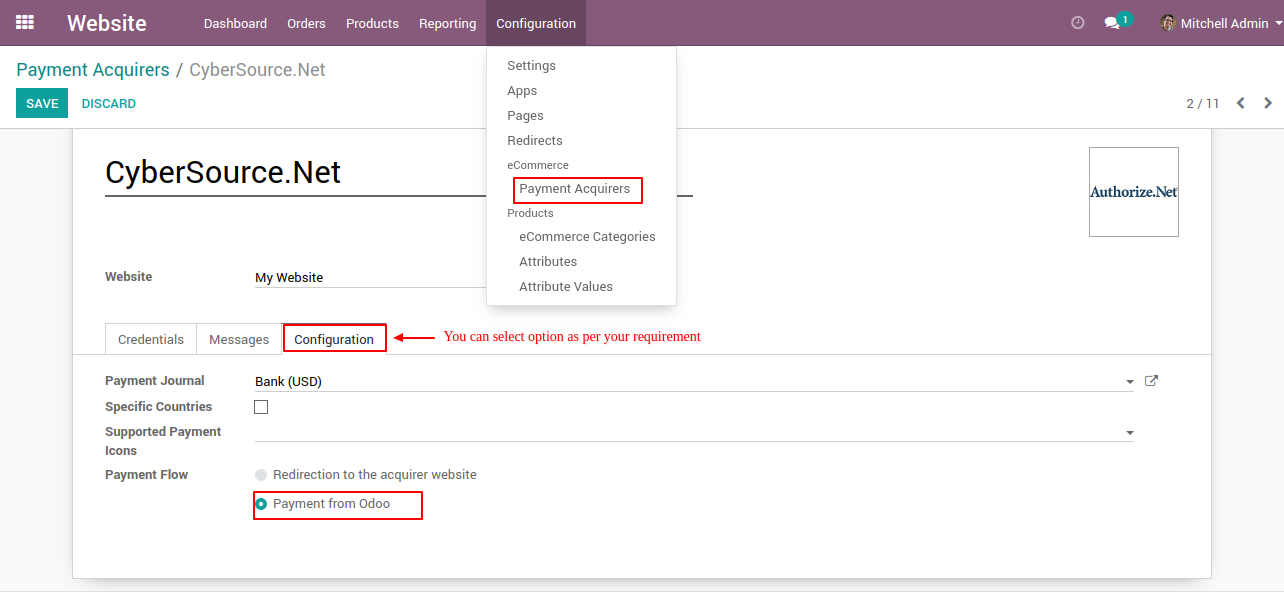 Website Dashboard Orders Products Reporting Configuration 1 Mitchell Admin
Payment Acquirers / CyberSource.Net
SAVE DISCARD 2 / 11
Settings
Apps
Pages
Redirects
eCommerce
Payment Acquirers
Products
eCommerce Categories
Attributes
Attribute Values
CyberSource.Net
Authorize.Net
Website My Website
Credentials Messages Configuration You can select option as per your requirement
Payment Journal Bank (USD)
Specific Countries
Supported Payment
Icons
Payment Flow Redirection to the acquirer website
Payment from Odoo